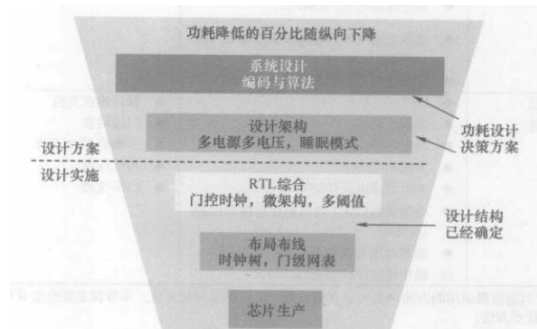 功耗降低的百分比随纵向下降
系统设计
编码与算法
设计架构
多电源多电压，睡眠模式
功耗设计
决策方案
设计方案
设计实施
RTL综合
门控时钟，微架构，多阈值
设计结构
已经确定
布局布线
时钟树，门级网表
芯片生产